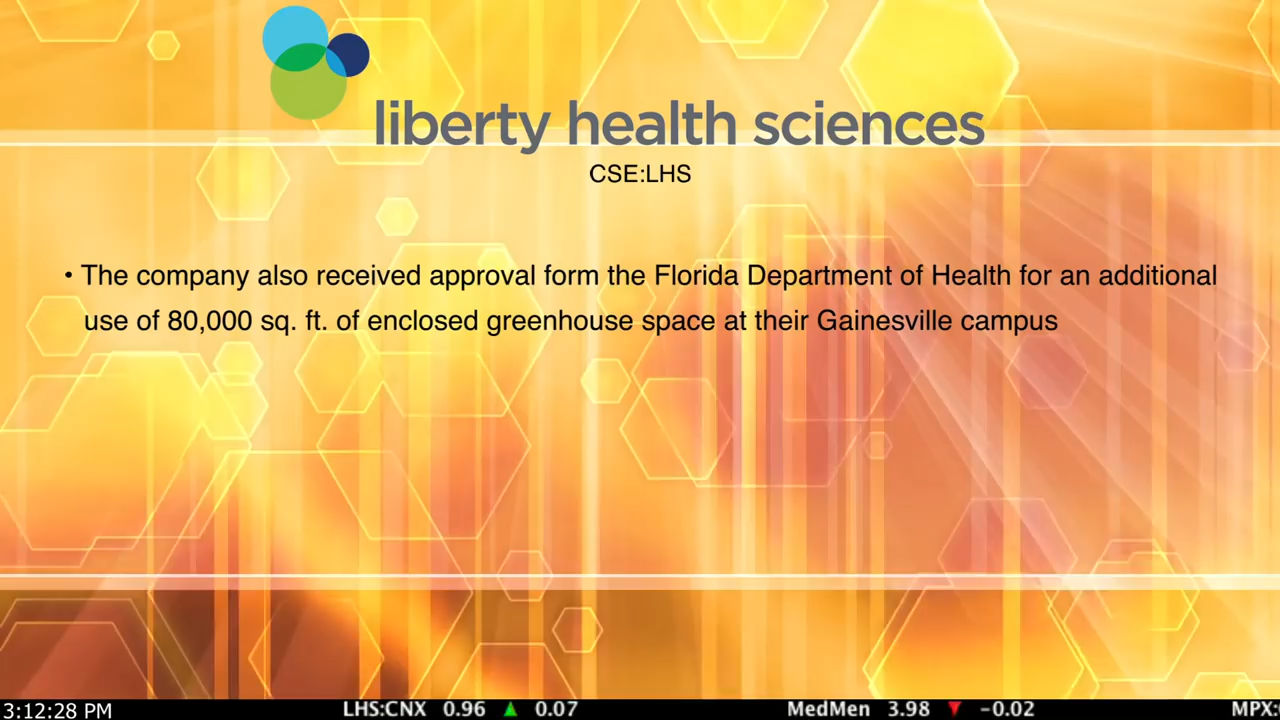 liberty health sciences
CSE:LHS
• The company also received approval form the Florida Department of Health for an additional
use of 80,000 sq. ft. of enclosed greenhouse space at their Gainesville campus
3:12:28 PM LHS:CNX 0.96 ▲ 0.07 MedMen 3.98 ▼ -0.02 MPX: